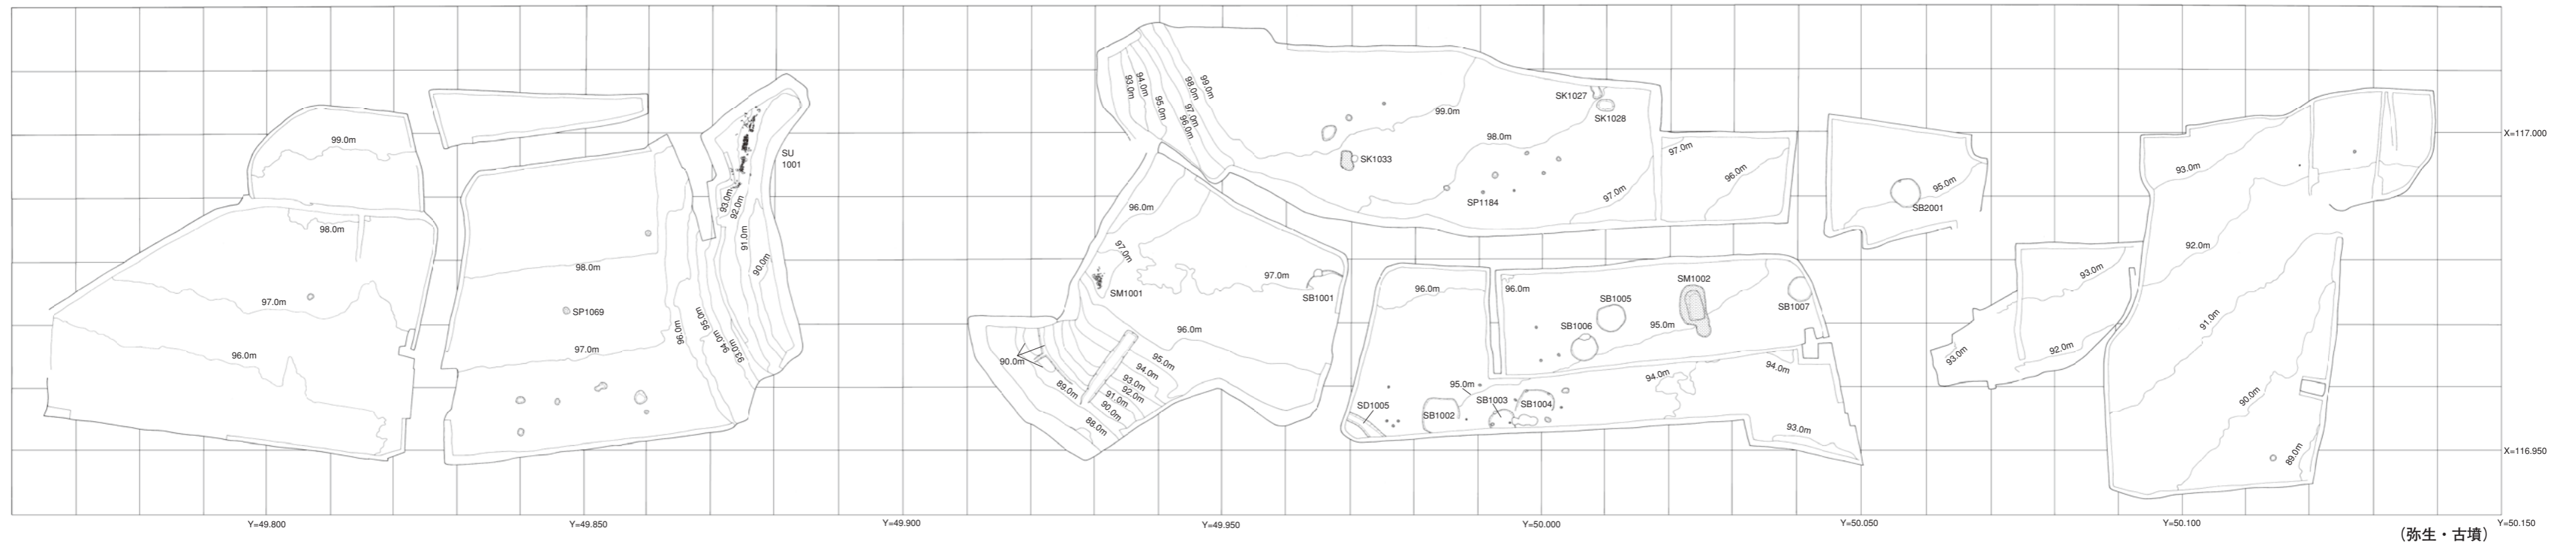 99.0m
98.0m
97.0m
96.0m
98.0m
SP1069
97.0m
96.0m
95.0m
94.0m
93.0m
SU
1001
93.0m
92.0m
91.0m
90.0m
93.0m
94.0m
95.0m
96.0m
97.0m
98.0m
99.0m
99.0m
98.0m
97.0m
SK1027
SK1028
SK1033
SP1184
97.0m
96.0m
96.0m
97.0m
SM1001
97.0m
SB1001
96.0m
95.0m
94.0m
93.0m
92.0m
91.0m
90.0m
88.0m
89.0m
90.0m
96.0m
96.0m
SM1002
SB1005
SB1006
SB1007
95.0m
94.0m
94.0m
95.0m
SD1005
SB1002
SB1003
SB1004
93.0m
95.0m
SB2001
93.0m
93.0m
92.0m
93.0m
92.0m
91.0m
90.0m
89.0m
X=117.000
X=116.950
Y=49.800
Y=49.850
Y=49.900
Y=49.950
Y=50.000
Y=50.050
Y=50.100
Y=50.150
（弥生・古墳）